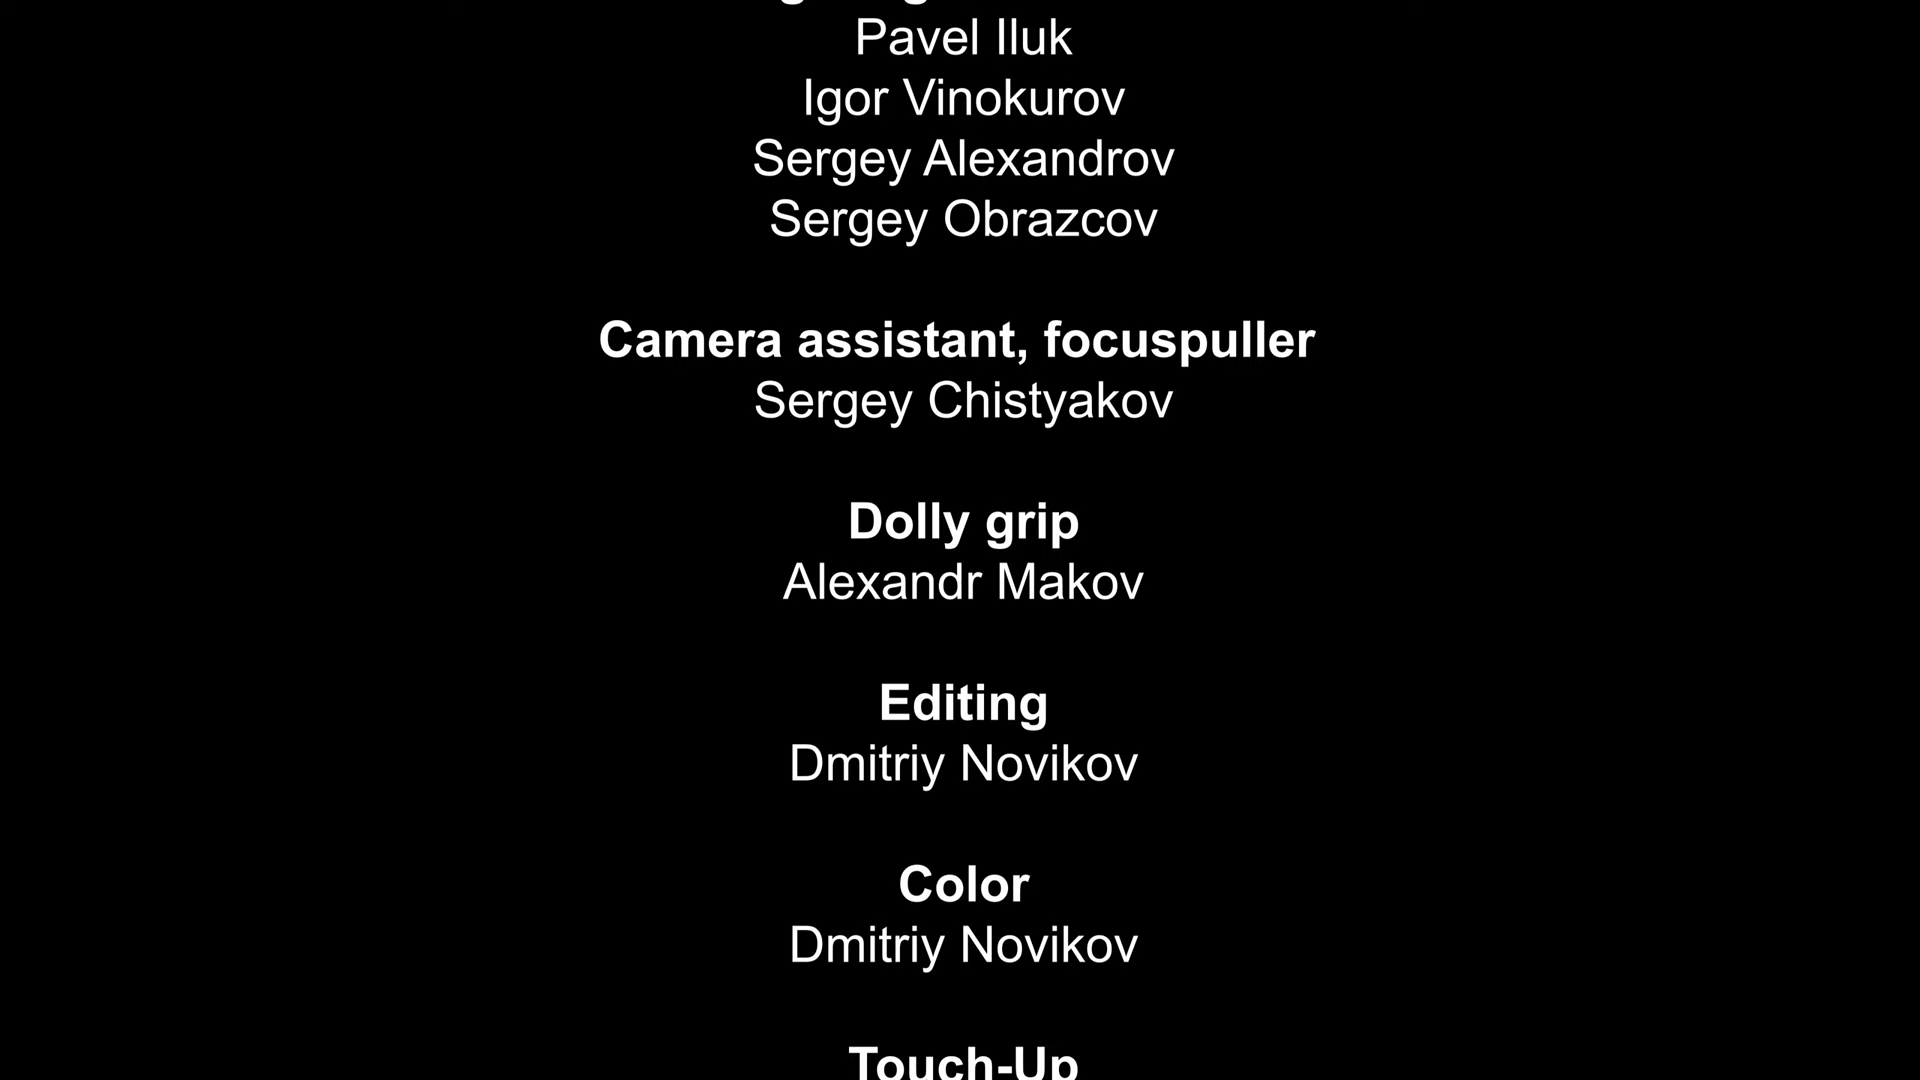 Pavel Iluk
Igor Vinokurov
Sergey Alexandrov
Sergey Obrazcov
Camera assistant, focuspuller
Sergey Chistyakov
Dolly grip
Alexandr Makov
Editing
Dmitriy Novikov
Color
Dmitriy Novikov
Touch-Up